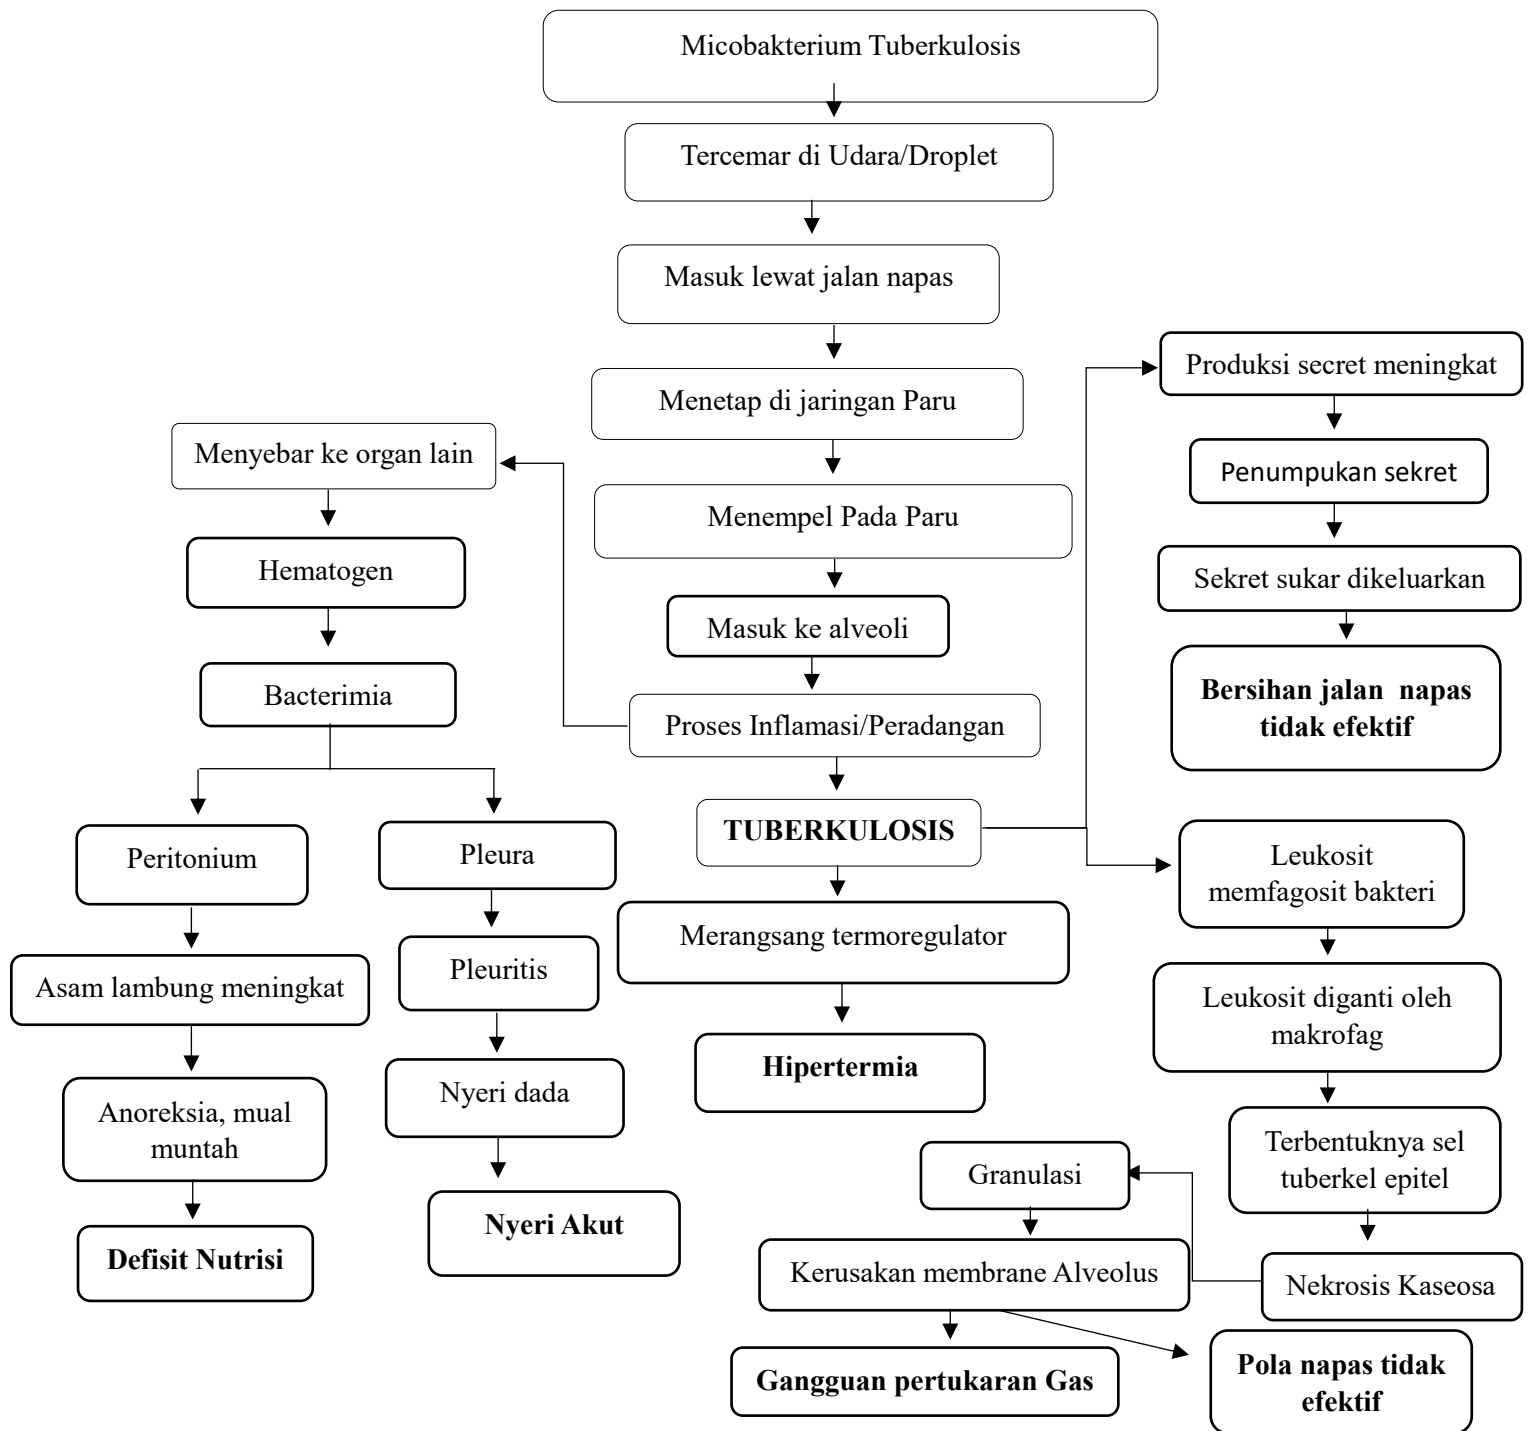 Micobakterium Tuberkulosis
Tercemar di Udara/Droplet
Masuk lewat jalan napas
Menetap di jaringan Paru
Menempel Pada Paru
Masuk ke alveoli
Proses Inflamasi/Peradangan
TUBERKULOSIS
Merangsang termoregulator
Hipertermia
Menyebar ke organ lain
Hematogen
Bacterimia
Peritonium
Asam lambung meningkat
Anoreksia, mual
muntah
Defisit Nutrisi
Pleura
Pleuritis
Nyeri dada
Nyeri Akut
Produksi secret meningkat
Penumpukan sekret
Sekret sukar dikeluarkan
Bersihan jalan napas
tidak efektif
Leukosit
memfagosit bakteri
Leukosit diganti oleh
makrofag
Terbentuknya sel
tuberkel epitel
Nekrosis Kaseosa
Granulasi
Kerusakan membrane Alveolus
Gangguan pertukaran Gas
Pola napas tidak
efektif